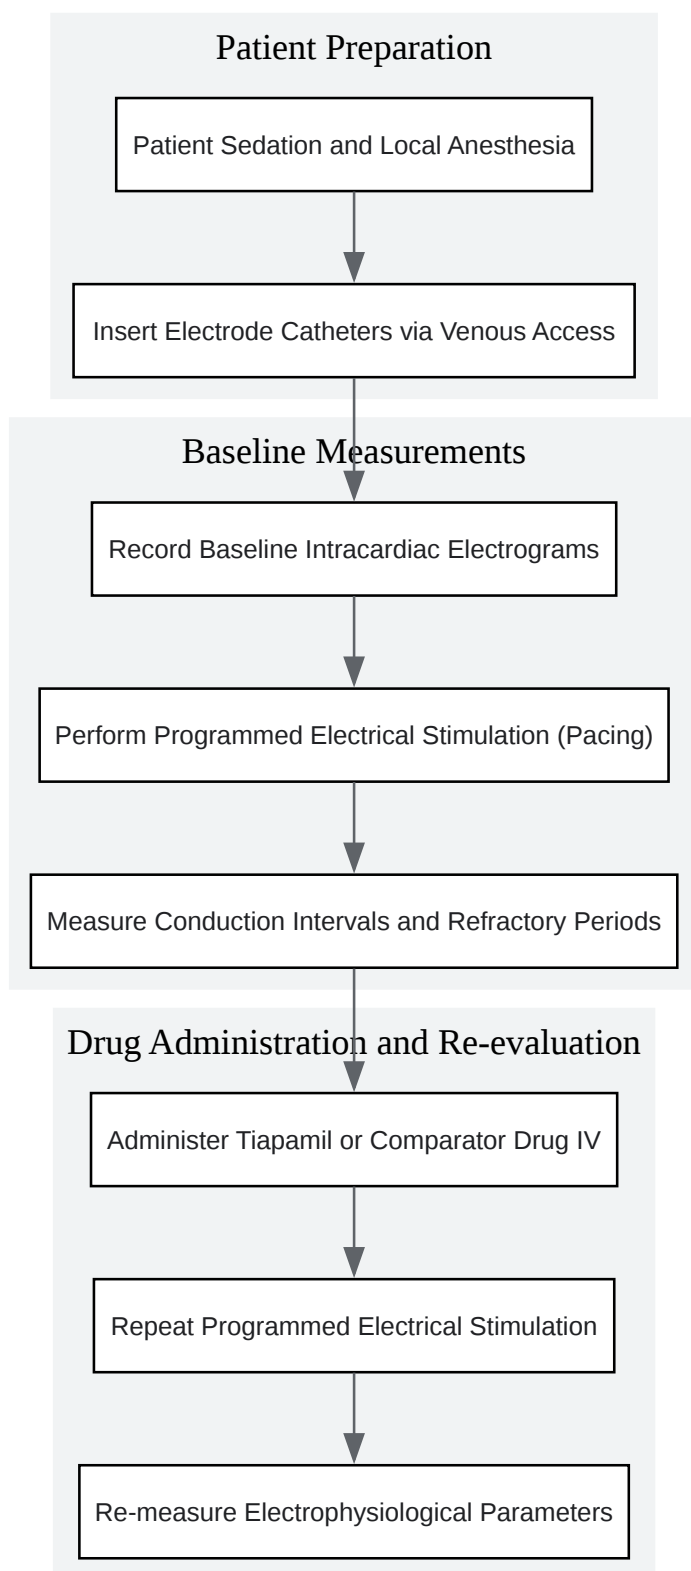 Patient Preparation
Patient Sedation and Local Anesthesia
Insert Electrode Catheters via Venous Access
Baseline Measurements
Record Baseline Intracardiac Electrograms
Perform Programmed Electrical Stimulation (Pacing)
Measure Conduction Intervals and Refractory Periods
Drug Administration and Re-evaluation
Administer Tiapamil or Comparator Drug IV
Repeat Programmed Electrical Stimulation
Re-measure Electrophysiological Parameters